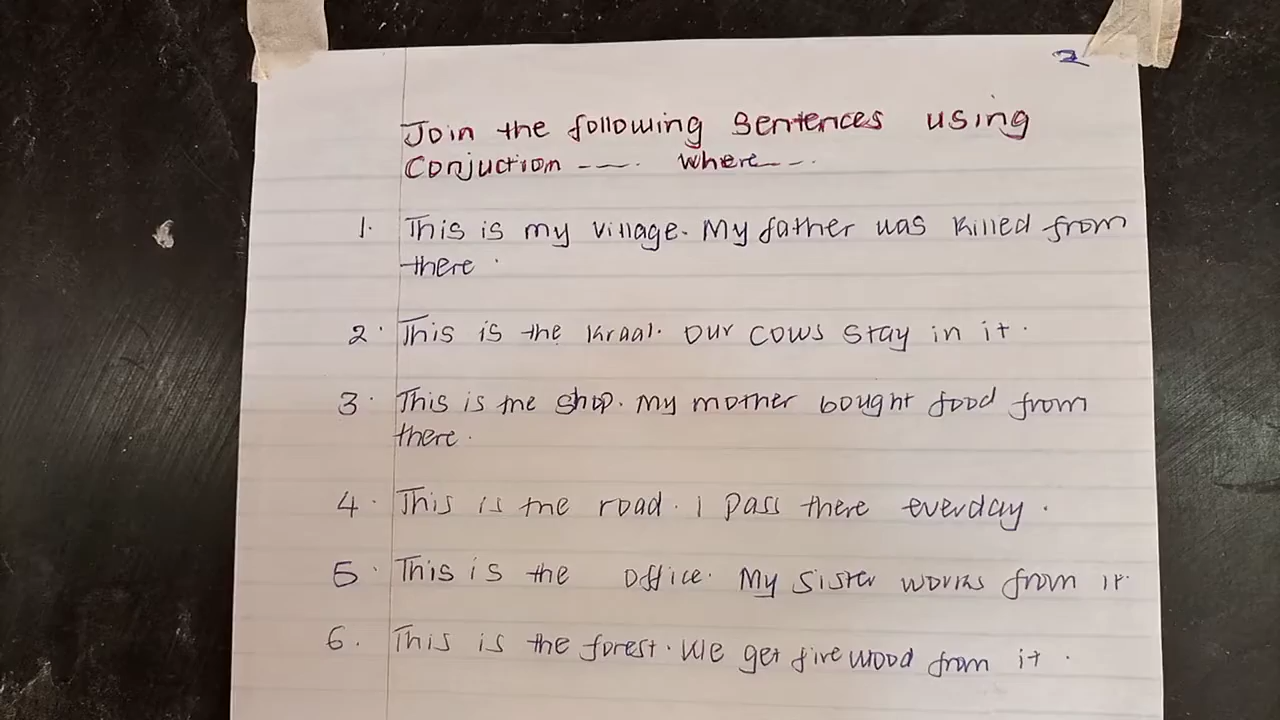 2
Join the following Sentences using
Conjuction ---. where--.
1. This is my village. My father was killed from
there.
2. This is the kraal. Our cows stay in it.
3. This is the shop. My mother bought food from
there.
4. This is the road. I pass there everday.
5. This is the office. My sister works from it.
6. This is the forest. We get fire wood from it.